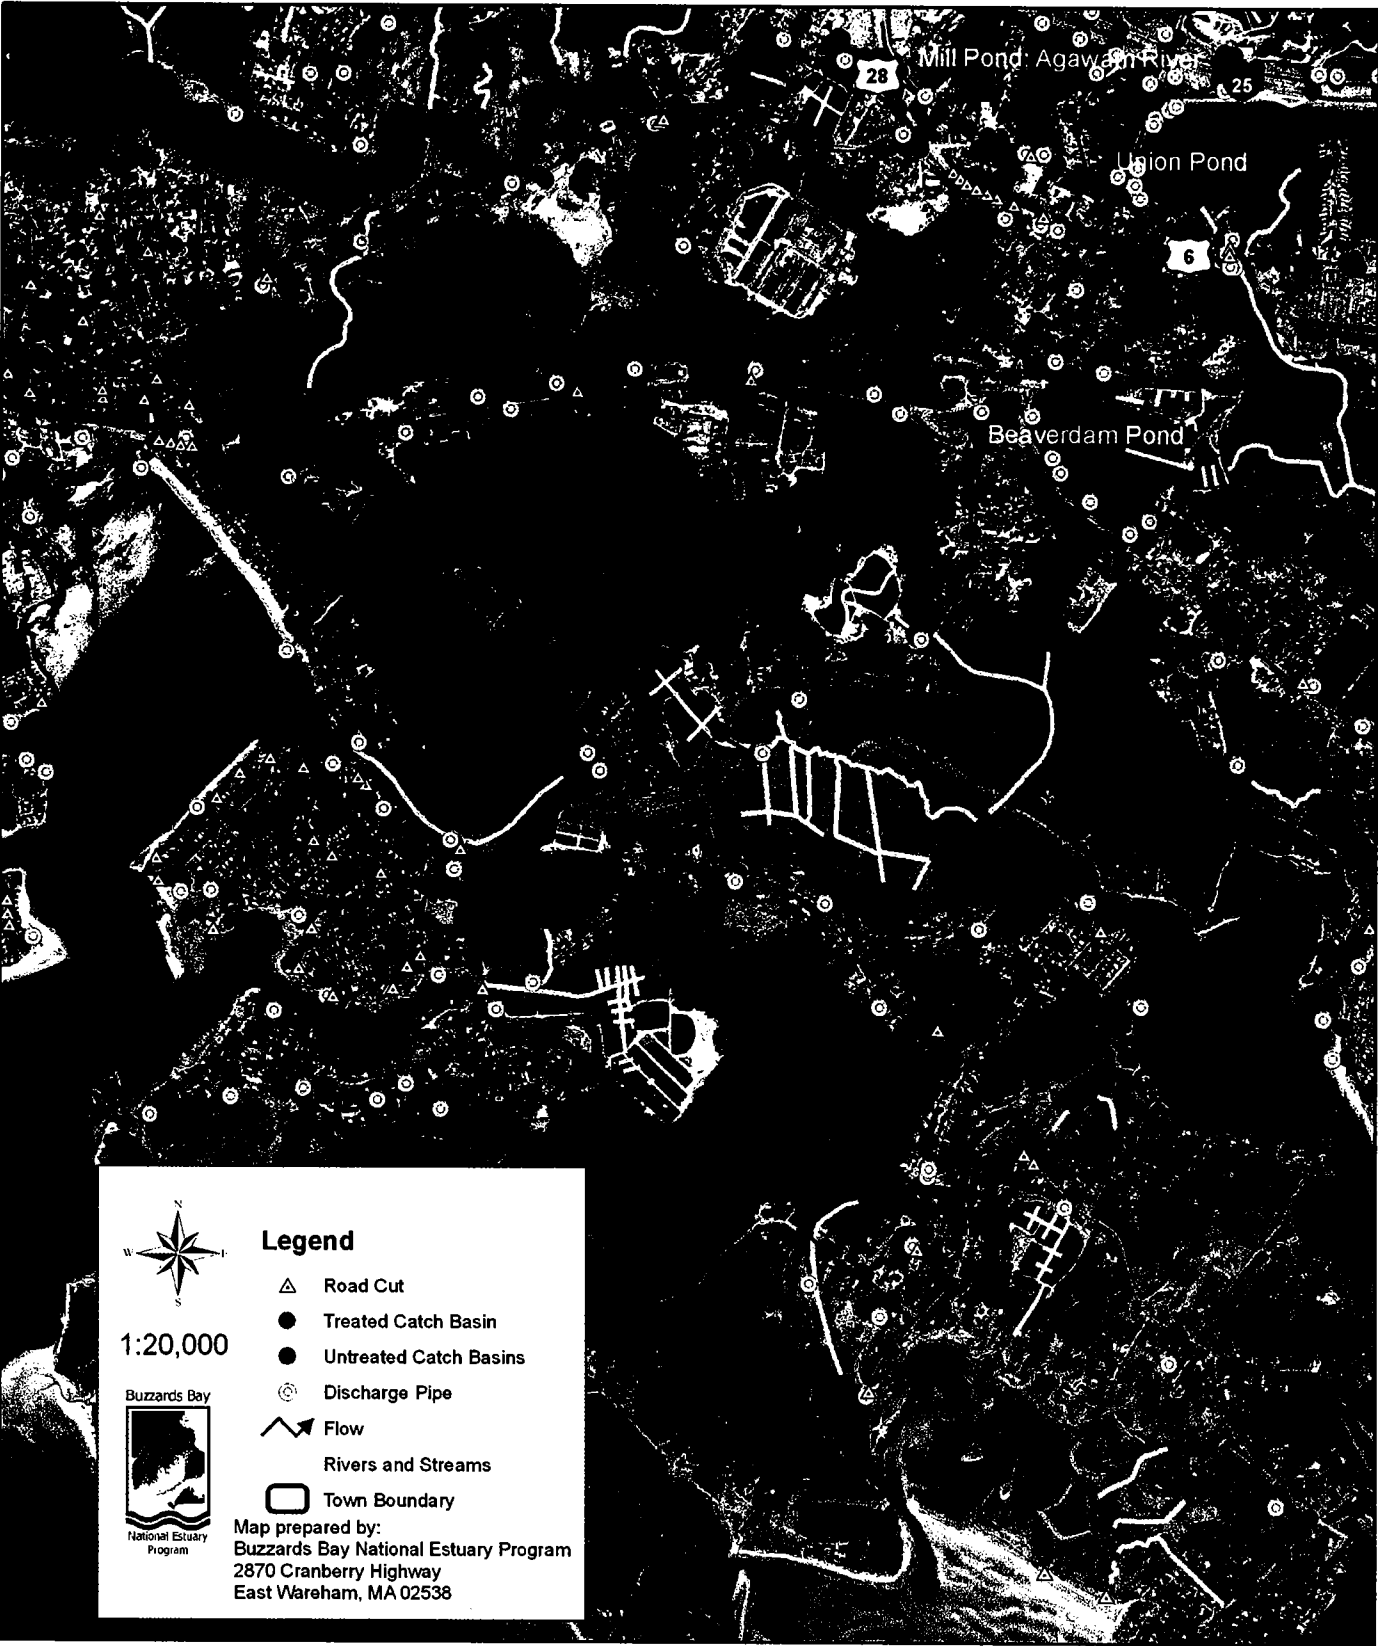 Mill Pond: Agawam River
28
25
Union Pond
6
Beaverdam Pond
N
W
E
S
1:20,000
Legend
Road Cut
Treated Catch Basin
Untreated Catch Basins
Discharge Pipe
Flow
Rivers and Streams
Town Boundary
Buzzards Bay
National Estuary
Program
Map prepared by:
Buzzards Bay National Estuary Program
2870 Cranberry Highway
East Wareham, MA 02538